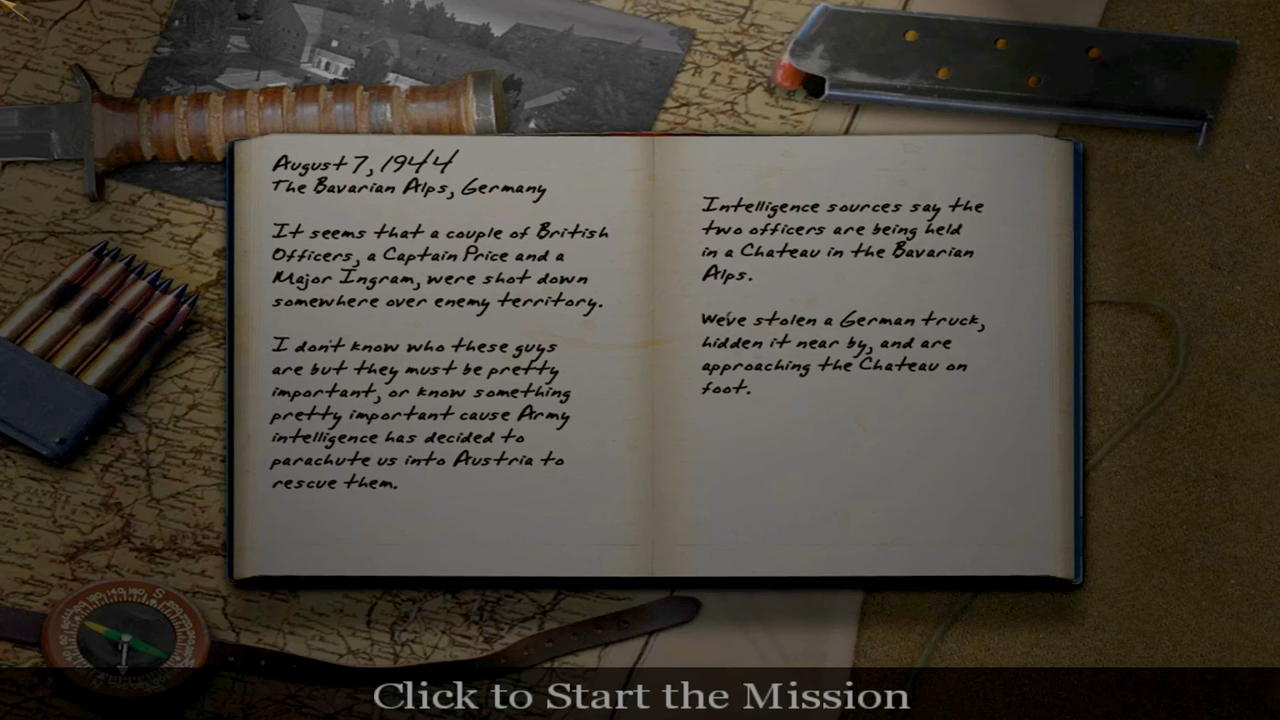 August 7, 1944
The Bavarian Alps, Germany
It seems that a couple of British
Officers, a Captain Price and a
Major Ingram, were shot down
somewhere over enemy territory.
I don't know who these guys
are but they must be pretty
important, or know something
pretty important cause Army
intelligence has decided to
parachute us into Austria to
rescue them.
Intelligence sources say the
two officers are being held
in a Chateau in the Bavarian
Alps.
We've stolen a German truck,
hidden it near by, and are
approaching the Chateau on
foot.
Click to Start the Mission